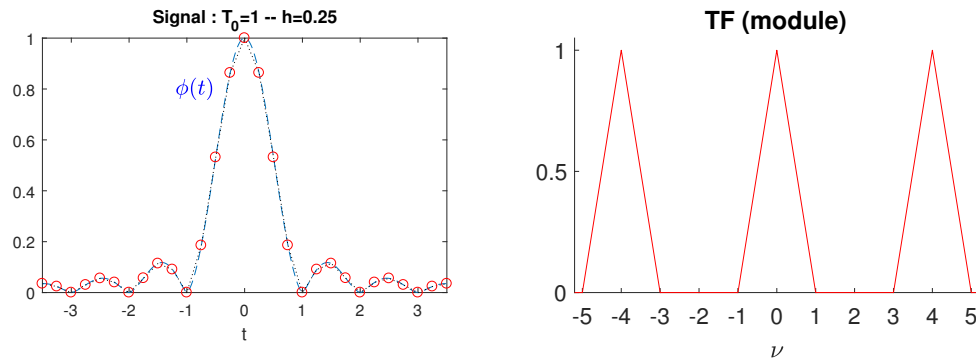 Signal : T₀=1 -- h=0.25
1
0.8
0.6
0.4
0.2
0
ϕ(t)
-3 -2 -1 0 1 2 3
t
TF (module)
1
0.5
0
-5 -4 -3 -2 -1 0 1 2 3 4 5
ν